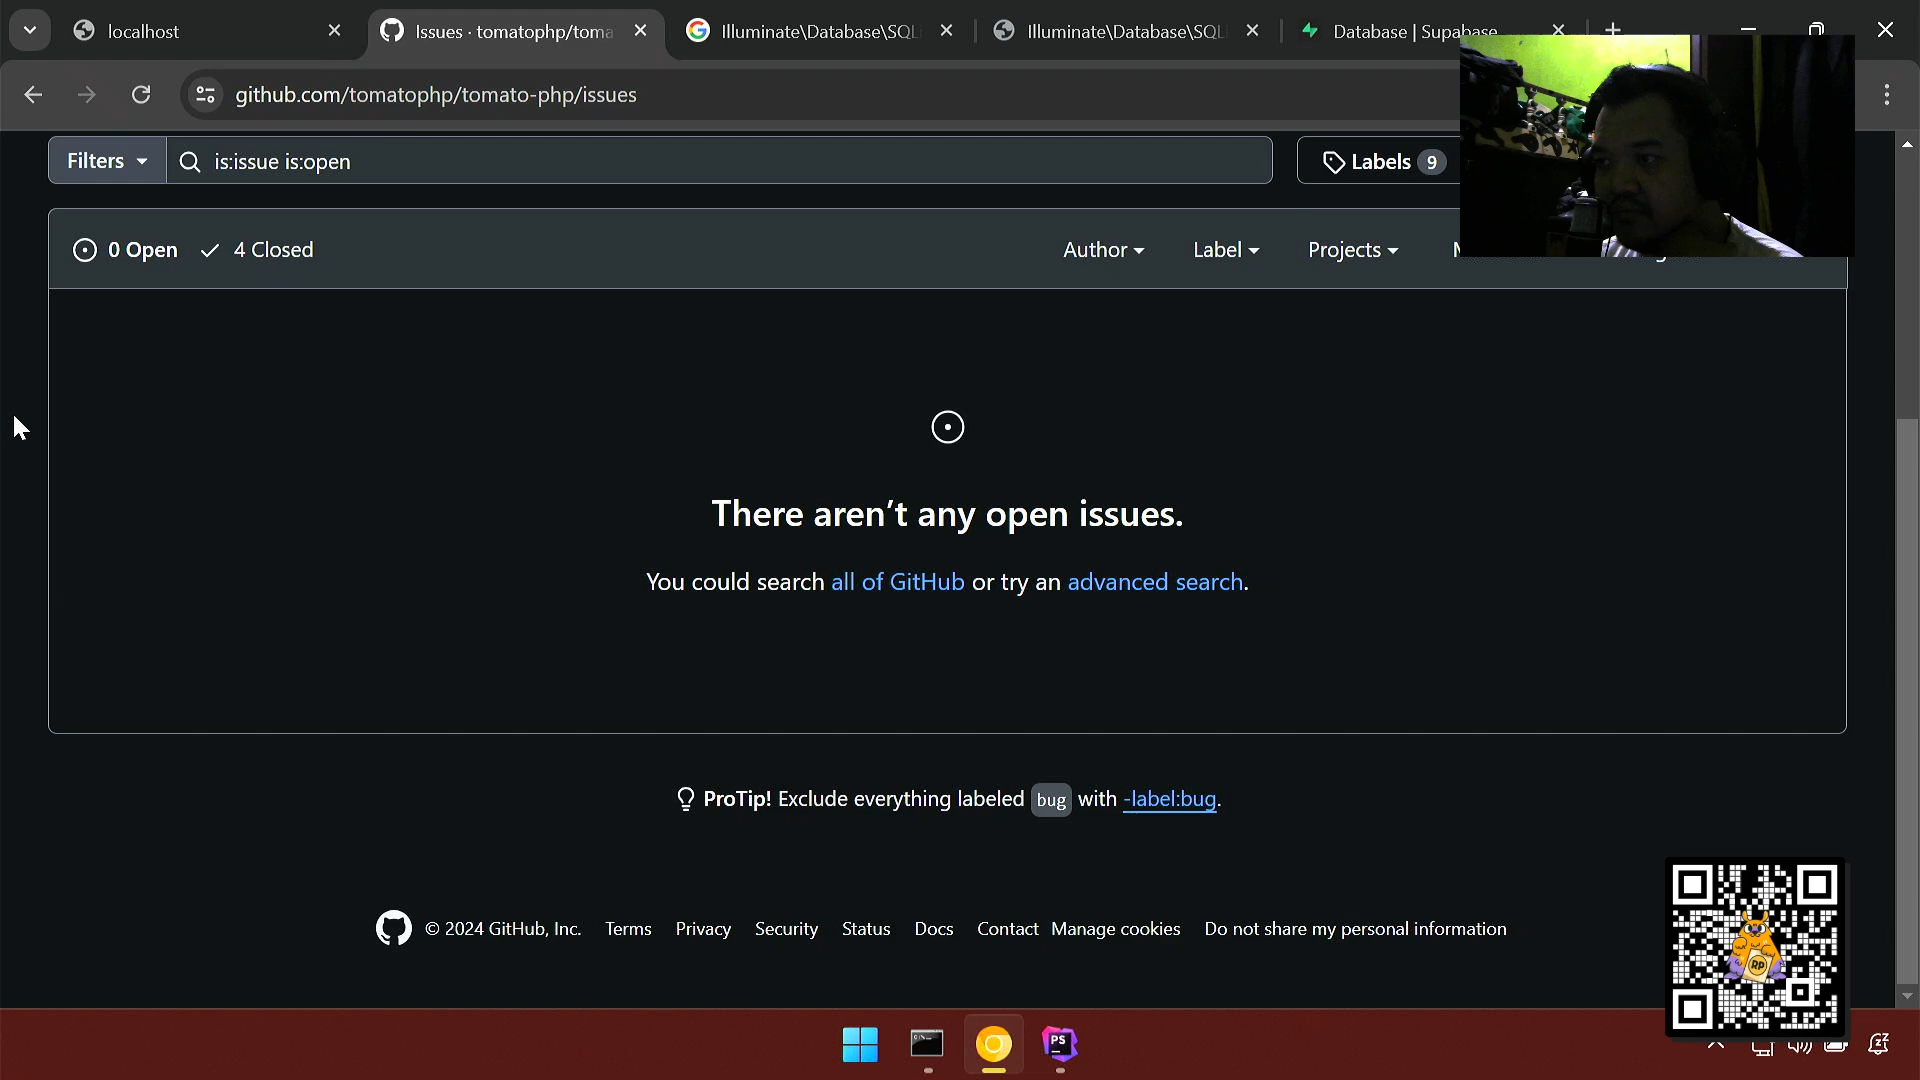 localhost
Issues · tomatophp/toma
Illuminate\Database\SQL
Illuminate\Database\SQL
Database | Supabase
github.com/tomatophp/tomato-php/issues
Filters
is:issue is:open
Labels 9
0 Open
4 Closed
Author
Label
Projects
There aren’t any open issues.
You could search all of GitHub or try an advanced search.
ProTip! Exclude everything labeled bug with -label:bug.
© 2024 GitHub, Inc. Terms Privacy Security Status Docs Contact Manage cookies Do not share my personal information
RP
PS